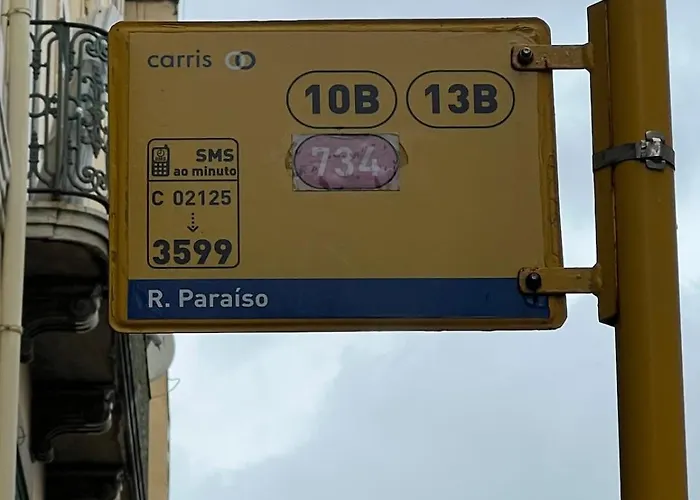 carris
10B 13B
734
SMS
ao minuto
C 02125
3599
R. Paraíso